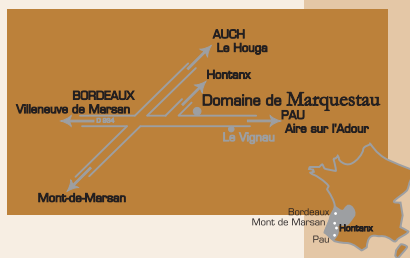 AUCH
Le Houga
Hontanx
BORDEAUX
Villeneuve de Marsan
Domaine de Marquestau
PAU
Aire sur l'Adour
Le Vignau
Mont-de-Marsan
Bordeaux
Mont de Marsan
Hontanx
Pau